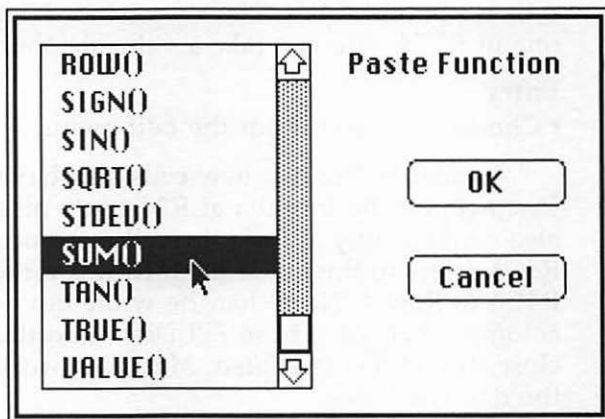 ROW()
SIGN()
SIN()
SQRT()
STDEV()
SUM()
TAN()
TRUE()
VALUE()
Paste Function
OK
Cancel